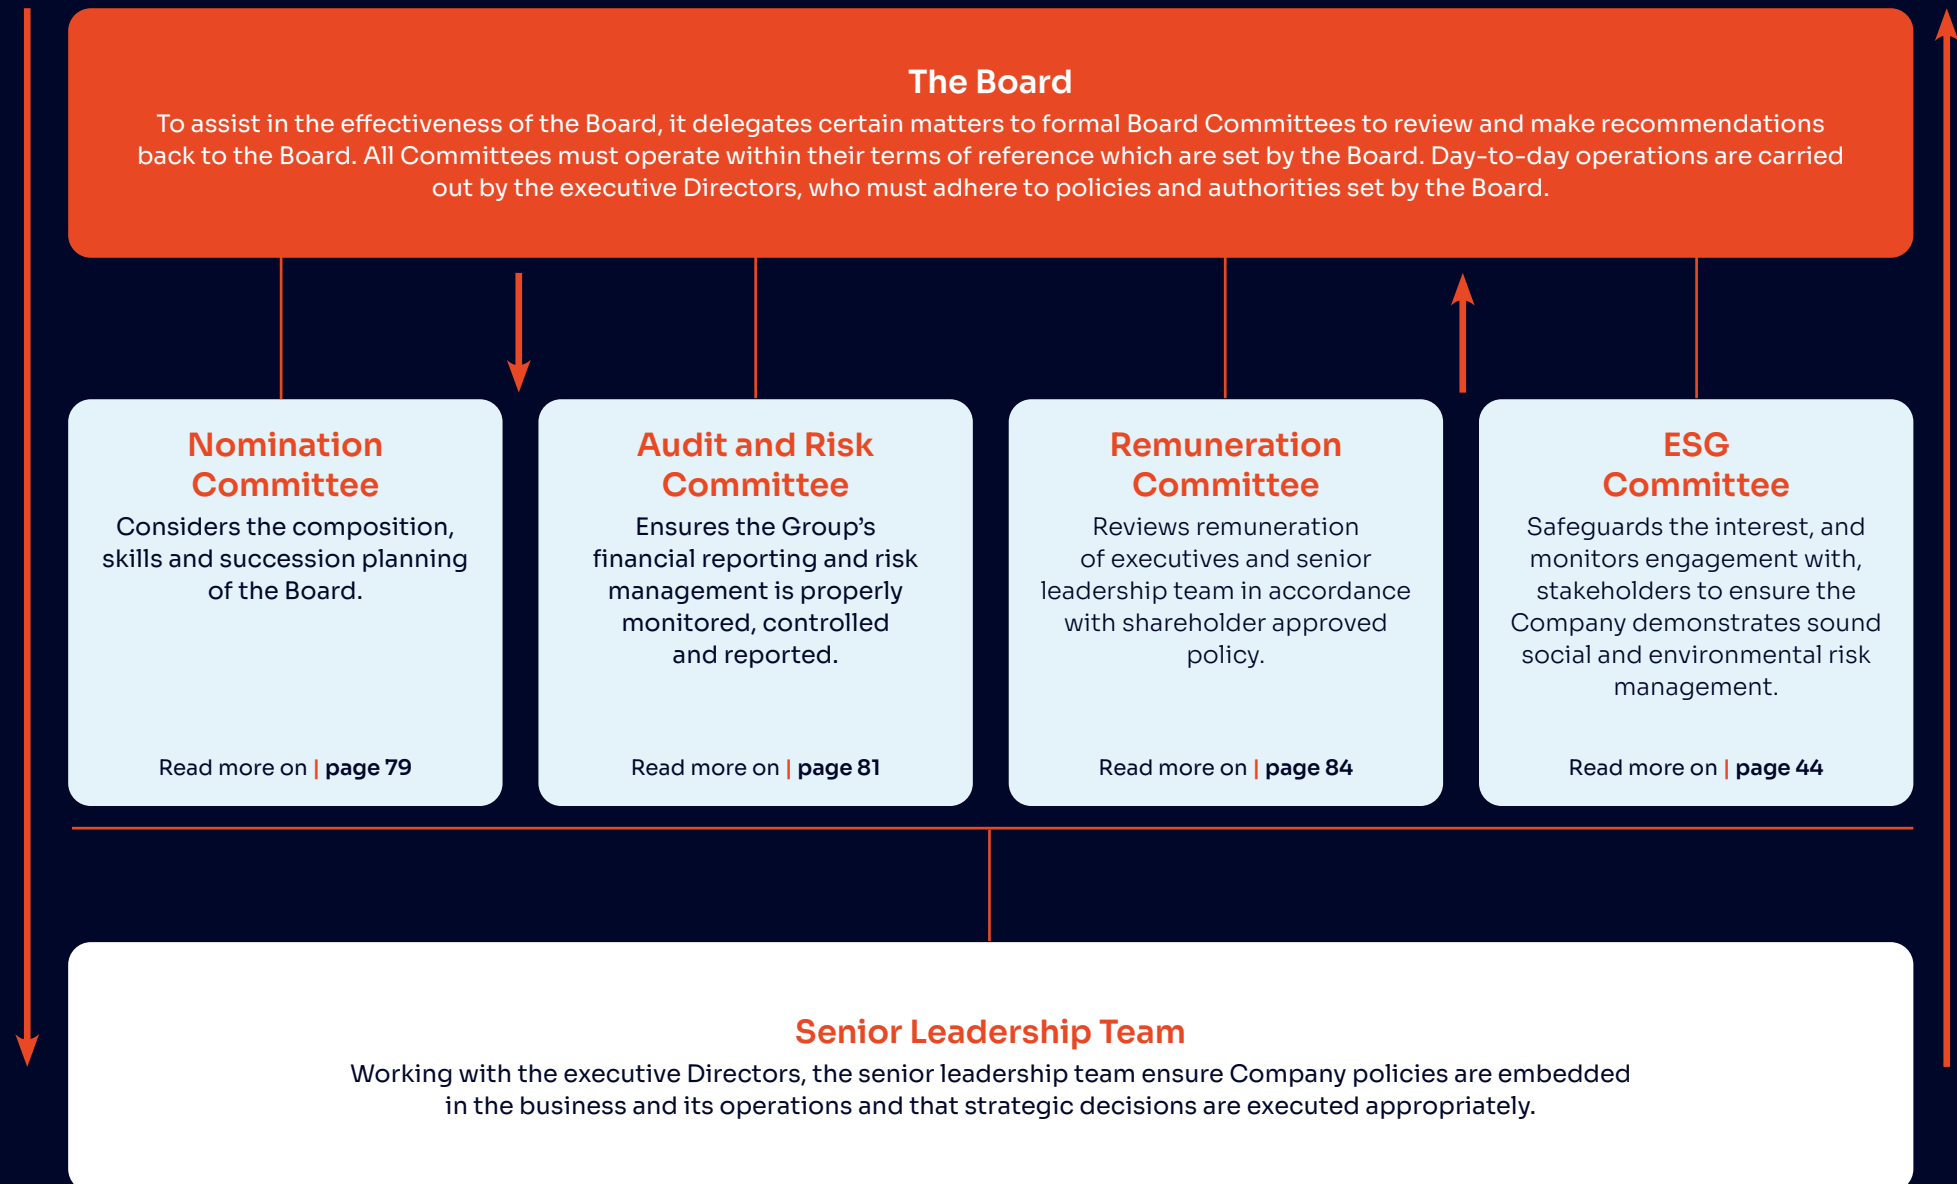 The Board
To assist in the effectiveness of the Board, it delegates certain matters to formal Board Committees to review and make recommendations
back to the Board. All Committees must operate within their terms of reference which are set by the Board. Day-to-day operations are carried
out by the executive Directors, who must adhere to policies and authorities set by the Board.
Nomination
Committee
Considers the composition,
skills and succession planning
of the Board.
Read more on | page 79
Audit and Risk
Committee
Ensures the Group’s
financial reporting and risk
management is properly
monitored, controlled
and reported.
Read more on | page 81
Remuneration
Committee
Reviews remuneration
of executives and senior
leadership team in accordance
with shareholder approved
policy.
Read more on | page 84
ESG
Committee
Safeguards the interest, and
monitors engagement with,
stakeholders to ensure the
Company demonstrates sound
social and environmental risk
management.
Read more on | page 44
Senior Leadership Team
Working with the executive Directors, the senior leadership team ensure Company policies are embedded
in the business and its operations and that strategic decisions are executed appropriately.